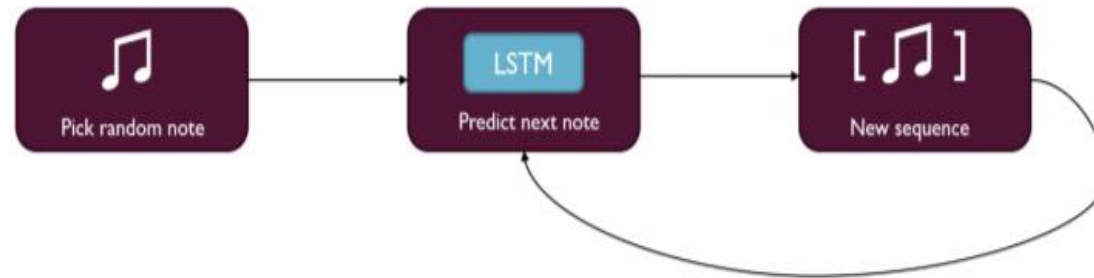 Pick random note
LSTM
Predict next note
[ ]
New sequence